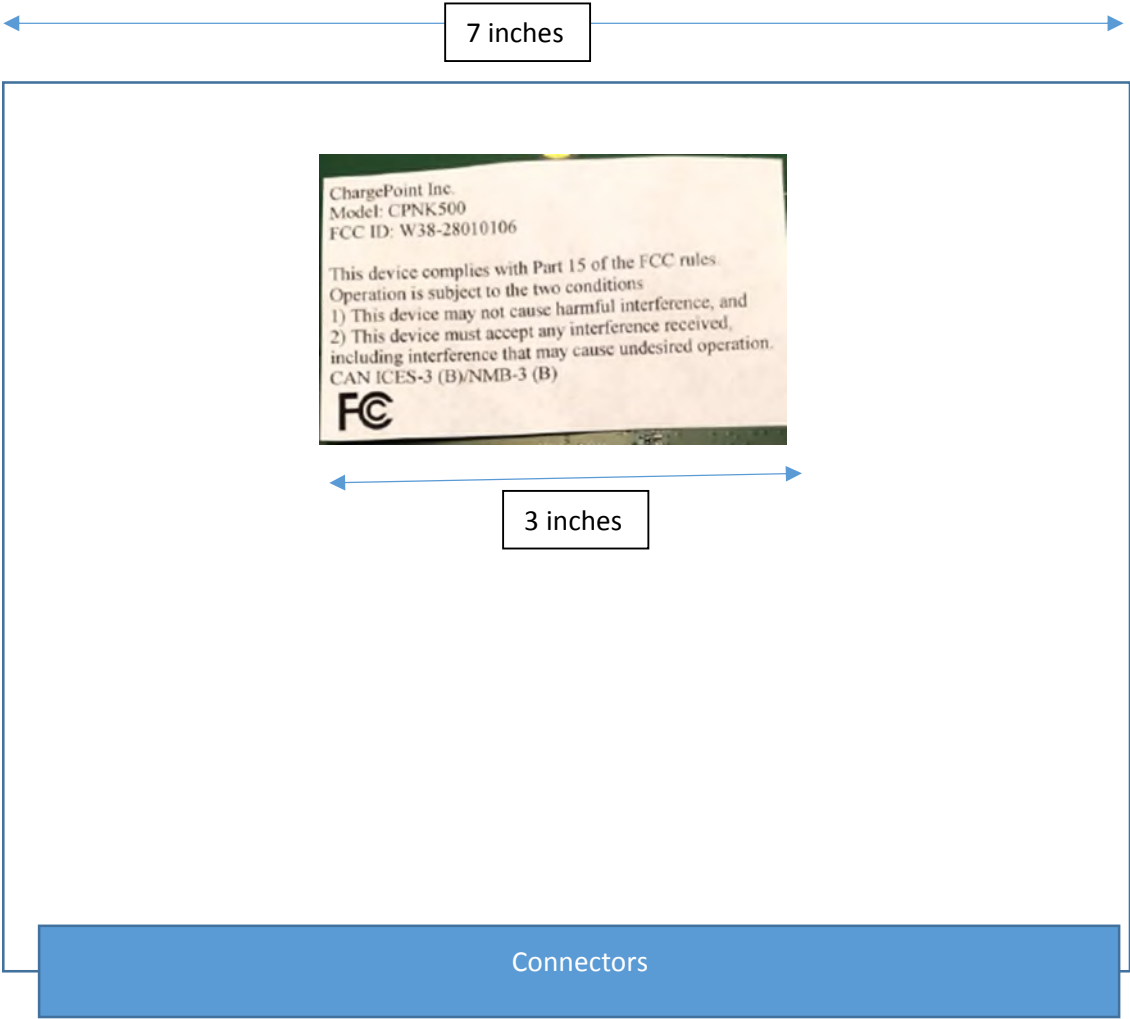 7 inches
ChargePoint Inc.
Model: CPNK500
FCC ID: W38-28010106
This device complies with Part 15 of the FCC rules.
Operation is subject to the two conditions
1) This device may not cause harmful interference, and
2) This device must accept any interference received,
including interference that may cause undesired operation.
CAN ICES-3 (B)/NMB-3 (B)
FC
3 inches
Connectors